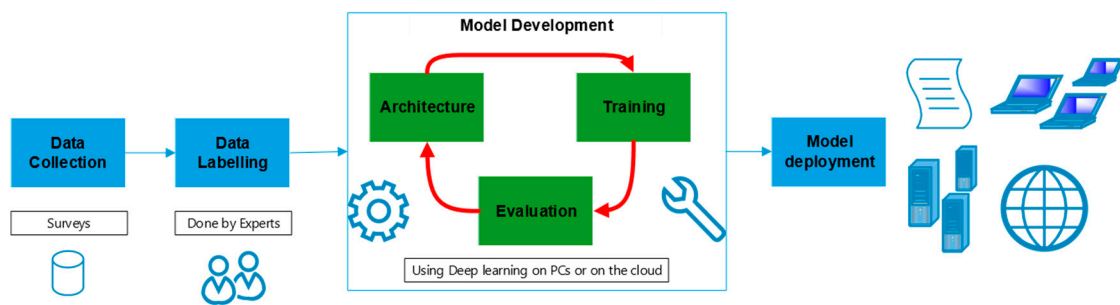 Model Development
Architecture
Training
Data
Collection
Data
Labelling
Model
deployment
Evaluation
Surveys
Done by Experts
Using Deep learning on PCs or on the cloud